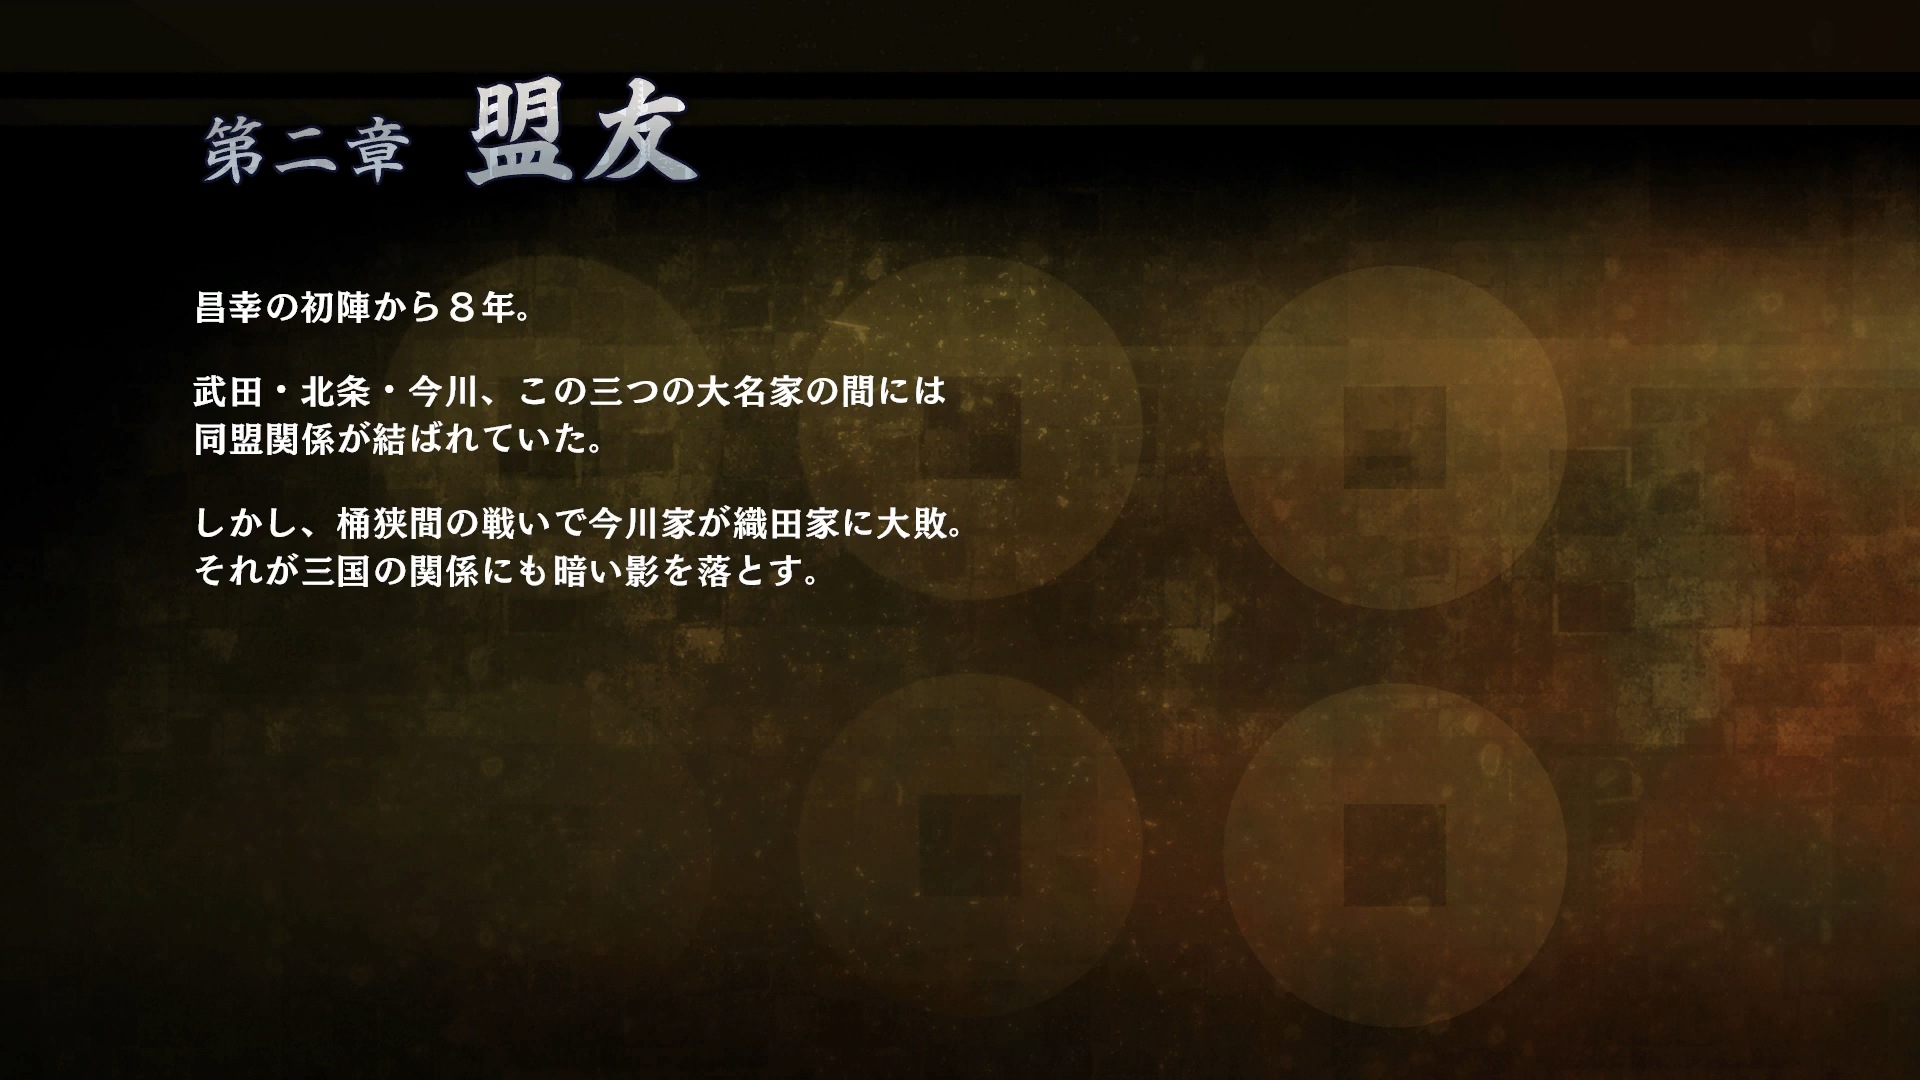 第二章 盟友
昌幸の初陣から８年。
武田・北条・今川、この三つの大名家の間には
同盟関係が結ばれていた。
しかし、桶狭間の戦いで今川家が織田家に大敗。
それが三国の関係にも暗い影を落とす。